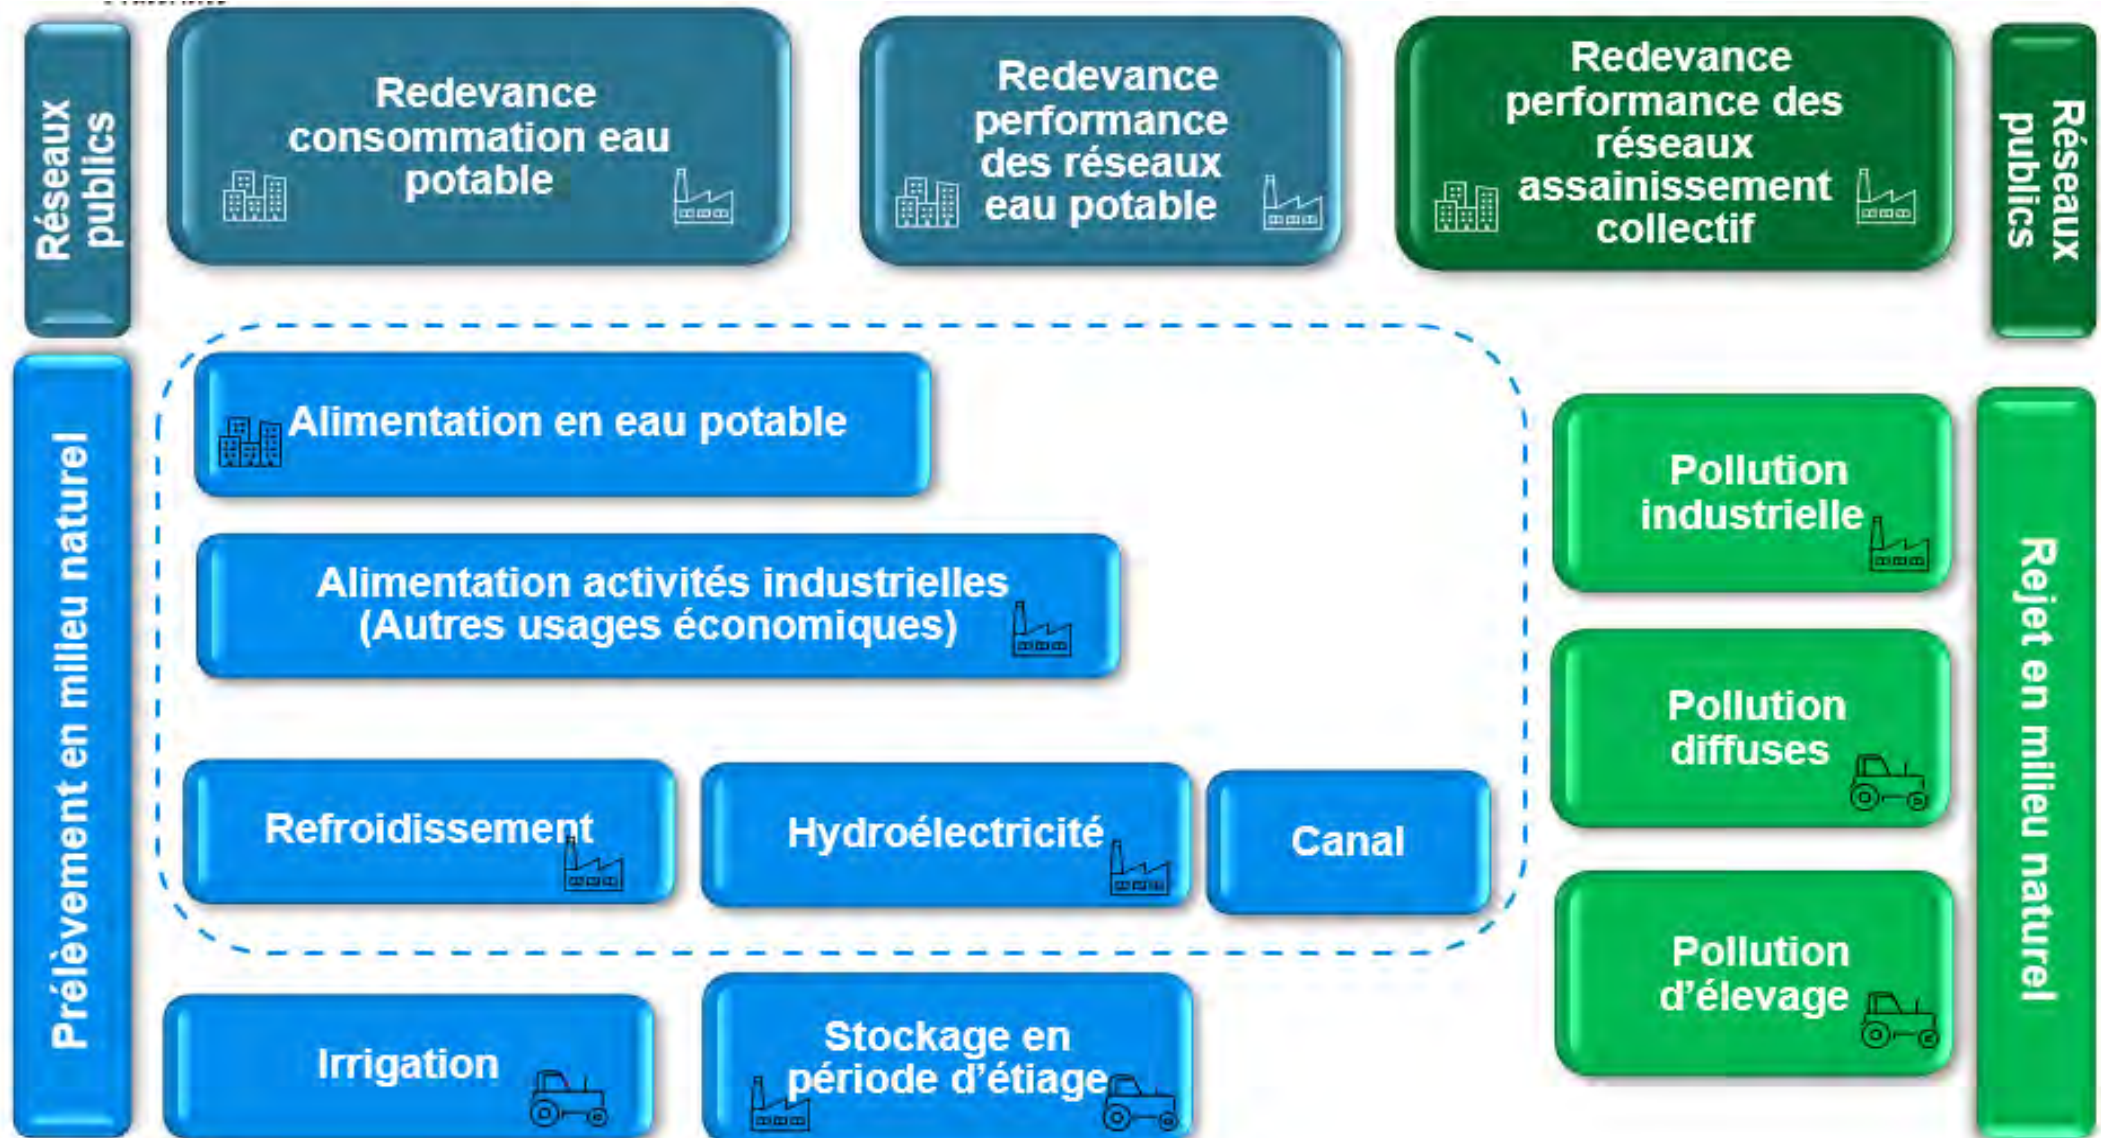 Réseaux
publics
Redevance
consommation eau
potable
Redevance
performance
des réseaux
eau potable
Redevance
performance des
réseaux
assainissement
collectif
Réseaux
publics
Prélèvement en milieu naturel
Alimentation en eau potable
Alimentation activités industrielles
(Autres usages économiques)
Refroidissement
Hydroélectricité
Canal
Irrigation
Stockage en
période d'étiage
Pollution
industrielle
Pollution
diffuses
Pollution
d'élevage
Rejet en milieu naturel